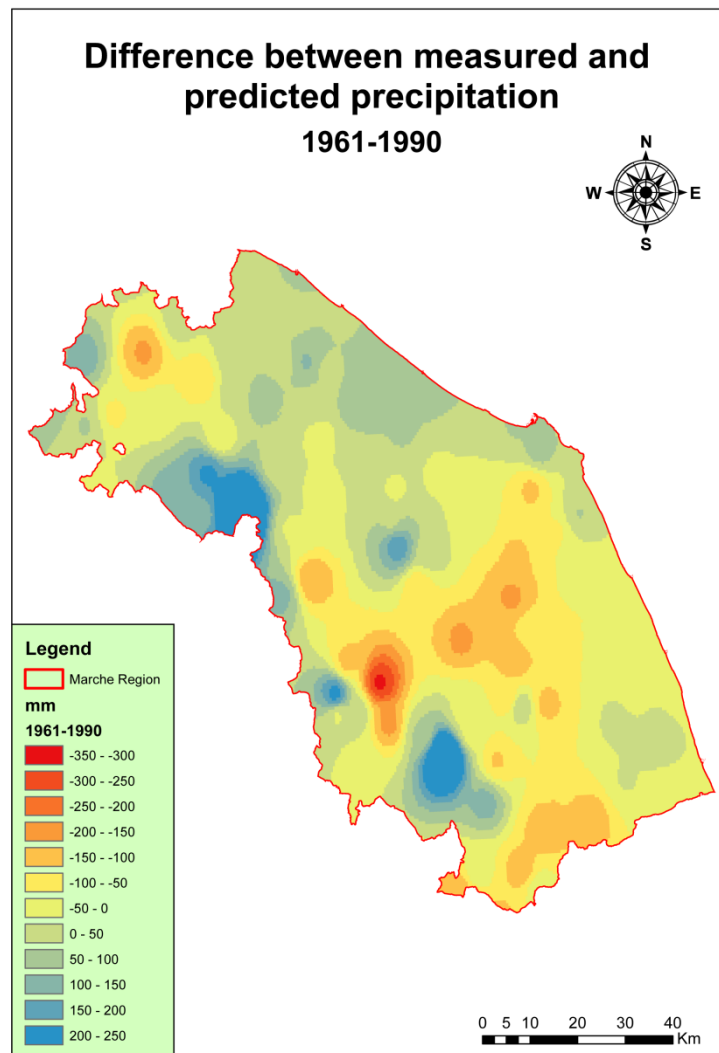 Difference between measured and
predicted precipitation
1961-1990
N
W E
S
Legend
Marche Region
mm
1961-1990
-350 - -300
-300 - -250
-250 - -200
-200 - -150
-150 - -100
-100 - -50
-50 - 0
0 - 50
50 - 100
100 - 150
150 - 200
200 - 250
0 5 10 20 30 40
Km